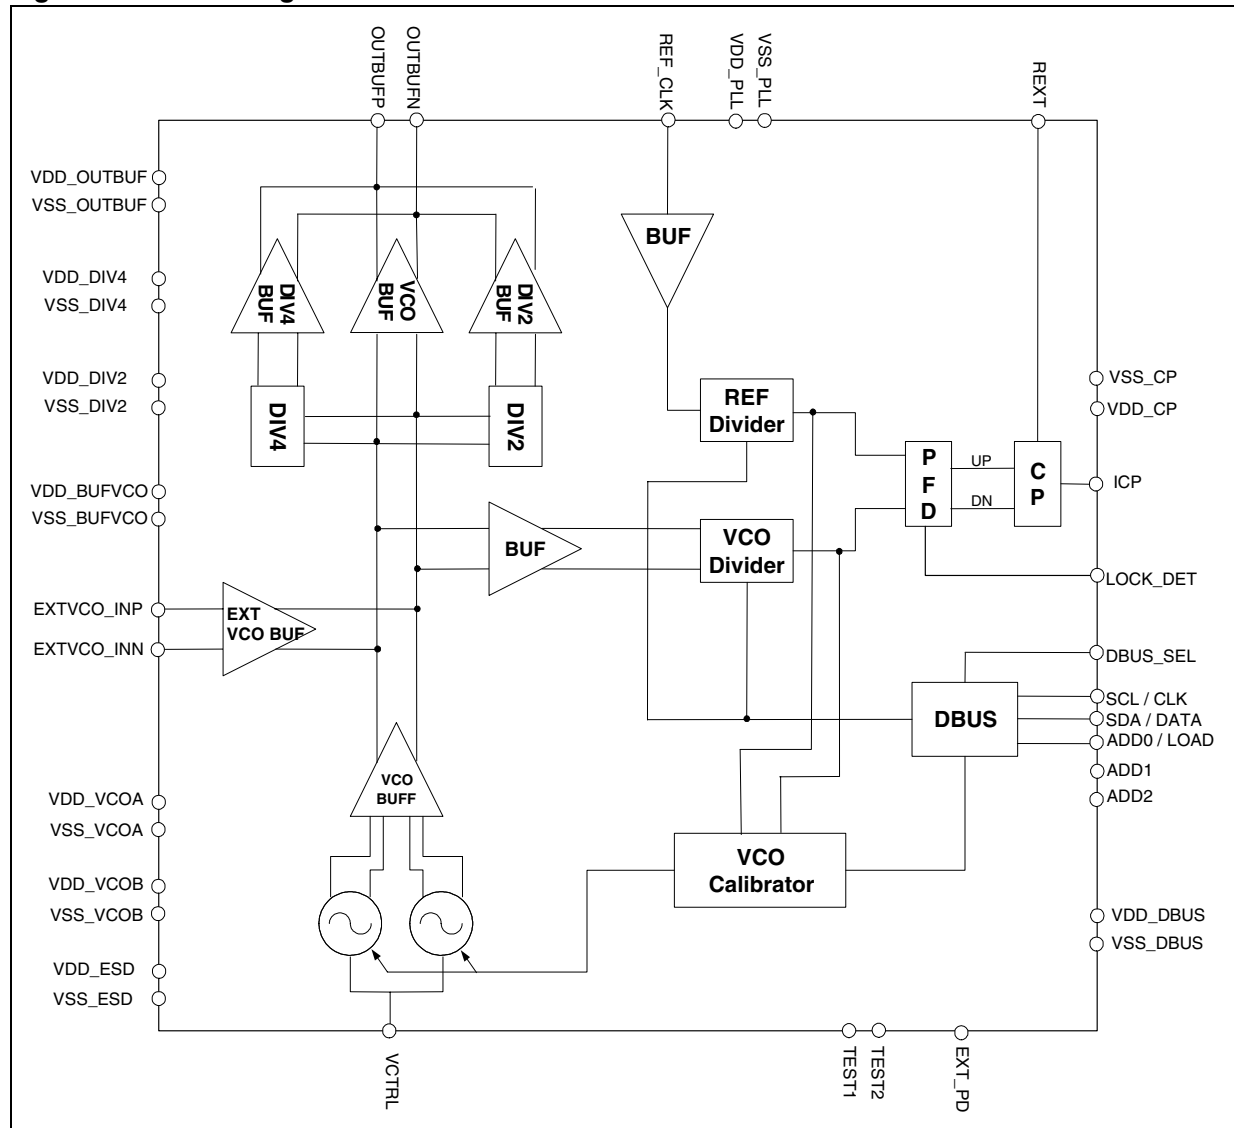 OUTBUFP
OUTBUFN
REF_CLK
VDD_PLL
VSS_PLL
REXT
VDD_OUTBUF
VSS_OUTBUF
VDD_DIV4
VSS_DIV4
VDD_DIV2
VSS_DIV2
VDD_BUFVCO
VSS_BUFVCO
EXTVCO_INP
EXTVCO_INN
VDD_VCOA
VSS_VCOA
VDD_VCOB
VSS_VCOB
VDD_ESD
VSS_ESD
DIV4
BUF
VCO
BUF
DIV2
BUF
BUF
DIV4
DIV2
REF
Divider
P
F
D
UP
DN
C
P
BUF
VCO
Divider
EXT
VCO BUF
VCO
BUFF
DBUS
VCO
Calibrator
VSS_CP
VDD_CP
ICP
LOCK_DET
DBUS_SEL
SCL / CLK
SDA / DATA
ADD0 / LOAD
ADD1
ADD2
VDD_DBUS
VSS_DBUS
VCTRL
TEST1
TEST2
EXT_PD